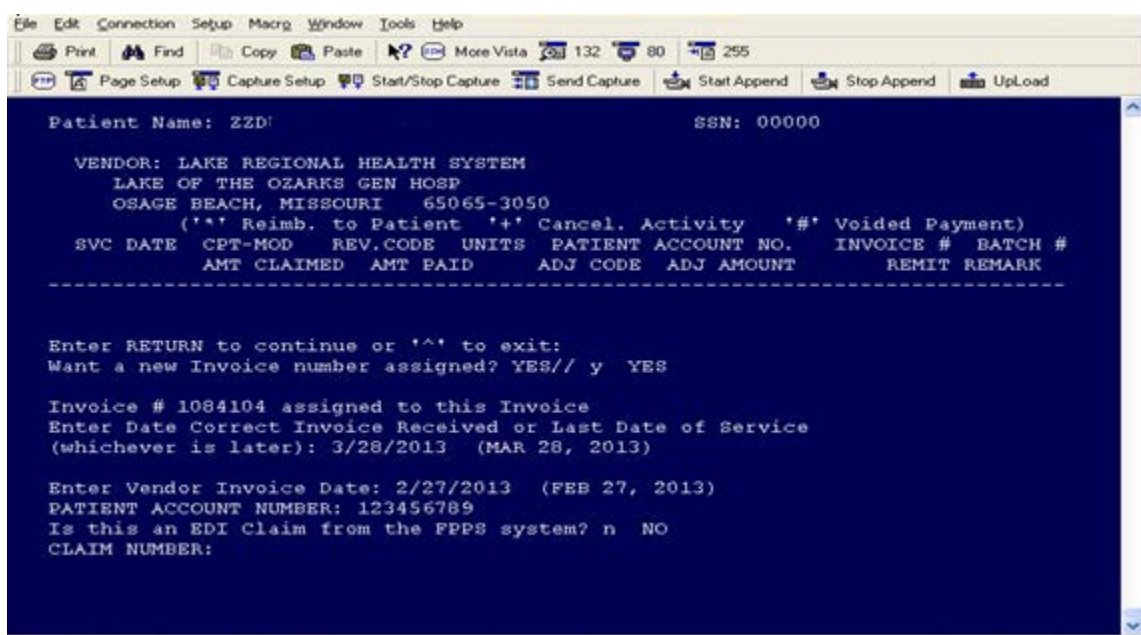 File Edit Connection Setup Macro Window Tools Help
Print Find Copy Paste More Vista 132 80 255
Page Setup Capture Setup Start/Stop Capture Send Capture Start Append Stop Append UpLoad
Patient Name: ZZD SSN: 00000
VENDOR: LAKE REGIONAL HEALTH SYSTEM
LAKE OF THE OZARKS GEN HOSP
OSAGE BEACH, MISSOURI 65065-3050
('*' Reimb. to Patient '+' Cancel. Activity '#' Voided Payment)
SVC DATE CPT-MOD REV.CODE UNITS PATIENT ACCOUNT NO. INVOICE # BATCH #
AMT CLAIMED AMT PAID ADJ CODE ADJ AMOUNT REMIT REMARK
--------------------------------------------------------------------------------
Enter RETURN to continue or '^' to exit:
Want a new Invoice number assigned? YES// y YES
Invoice # 1084104 assigned to this Invoice
Enter Date Correct Invoice Received or Last Date of Service
(whichever is later): 3/28/2013 (MAR 28, 2013)
Enter Vendor Invoice Date: 2/27/2013 (FEB 27, 2013)
PATIENT ACCOUNT NUMBER: 123456789
Is this an EDI Claim from the FPPS system? n NO
CLAIM NUMBER: